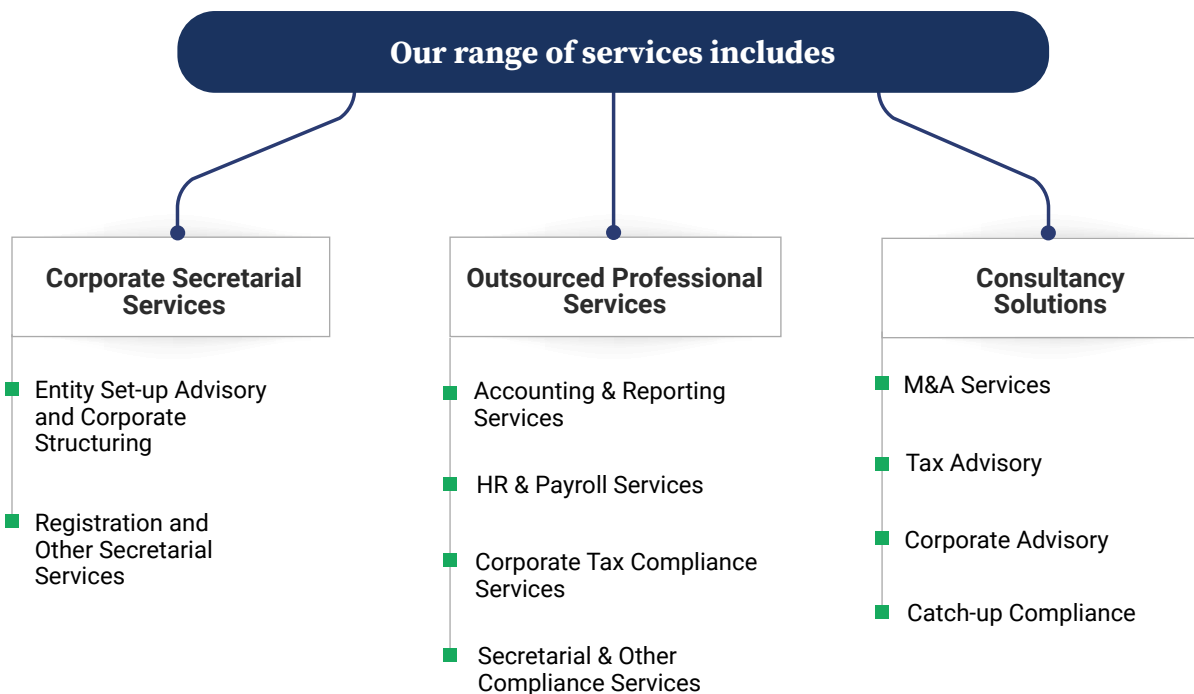 Our range of services includes
Corporate Secretarial
Services
Entity Set-up Advisory
and Corporate
Structuring
Registration and
Other Secretarial
Services
Outsourced Professional
Services
Accounting & Reporting
Services
HR & Payroll Services
Corporate Tax Compliance
Services
Secretarial & Other
Compliance Services
Consultancy
Solutions
M&A Services
Tax Advisory
Corporate Advisory
Catch-up Compliance